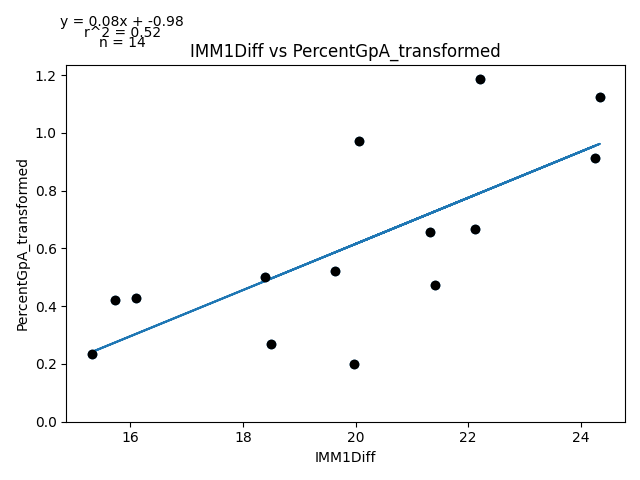 y = 0.08x + -0.98
r^2 = 0.52
n = 14
IMM1Diff vs PercentGpA_transformed
PercentGpA_transformed
1.2
1.0
0.8
0.6
0.4
0.2
0.0
16 18 20 22 24
IMM1Diff